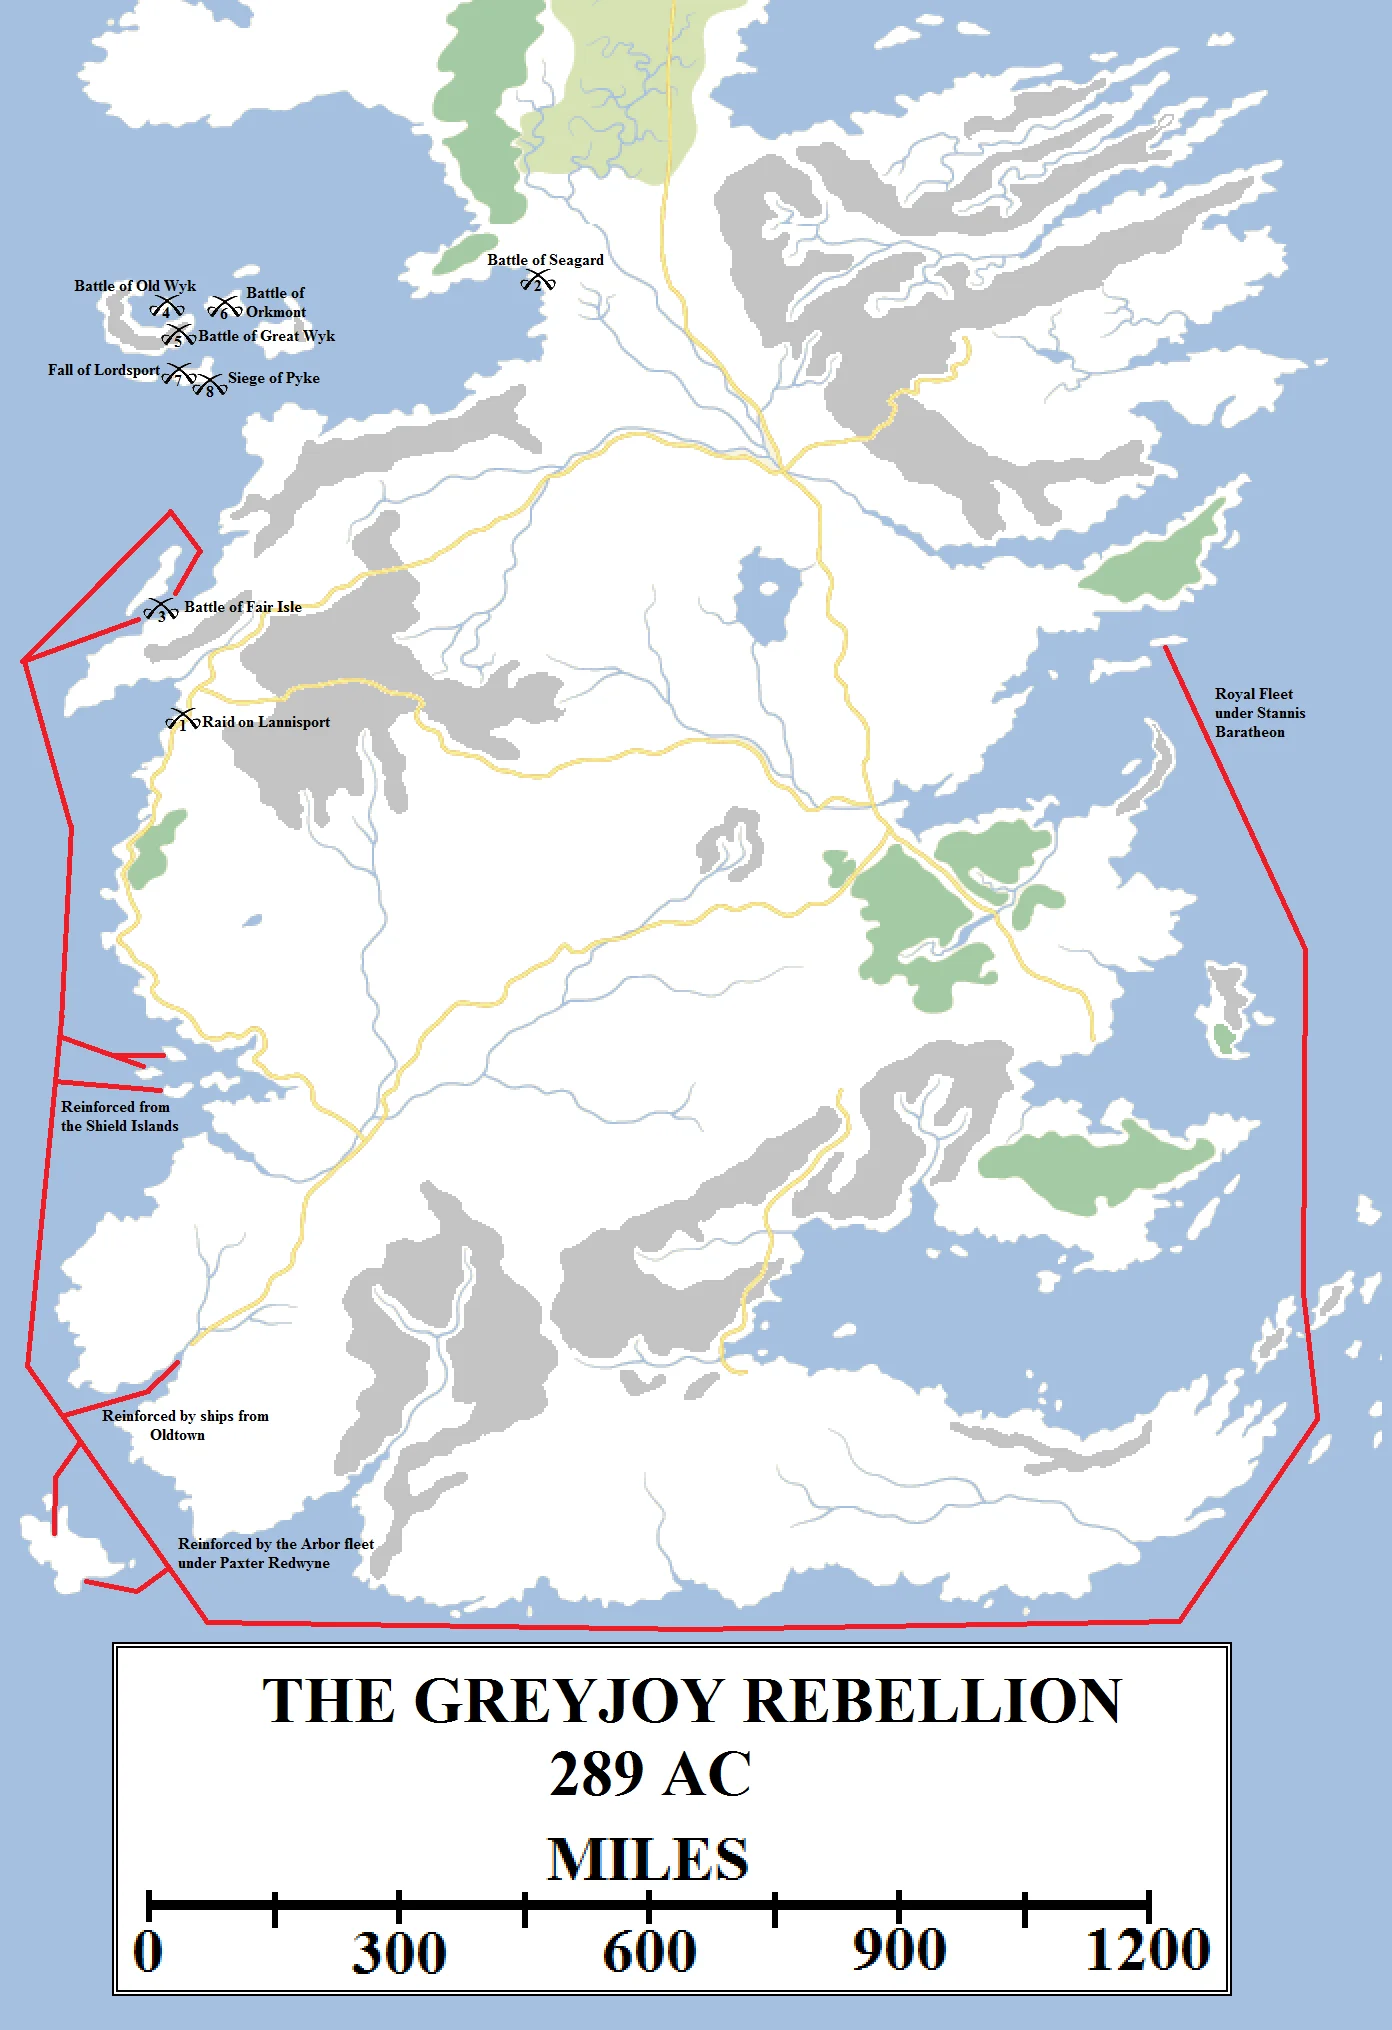 Battle of Seagard
2
Battle of Old Wyk
4
Battle of
Orkmont
6
Battle of Great Wyk
5
Fall of Lordsport
7
Siege of Pyke
8
Battle of Fair Isle
3
Raid on Lannisport
1
Royal Fleet
under Stannis
Baratheon
Reinforced from
the Shield Islands
Reinforced by ships from
Oldtown
Reinforced by the Arbor fleet
under Paxter Redwyne
THE GREYJOY REBELLION
289 AC
MILES
0 300 600 900 1200